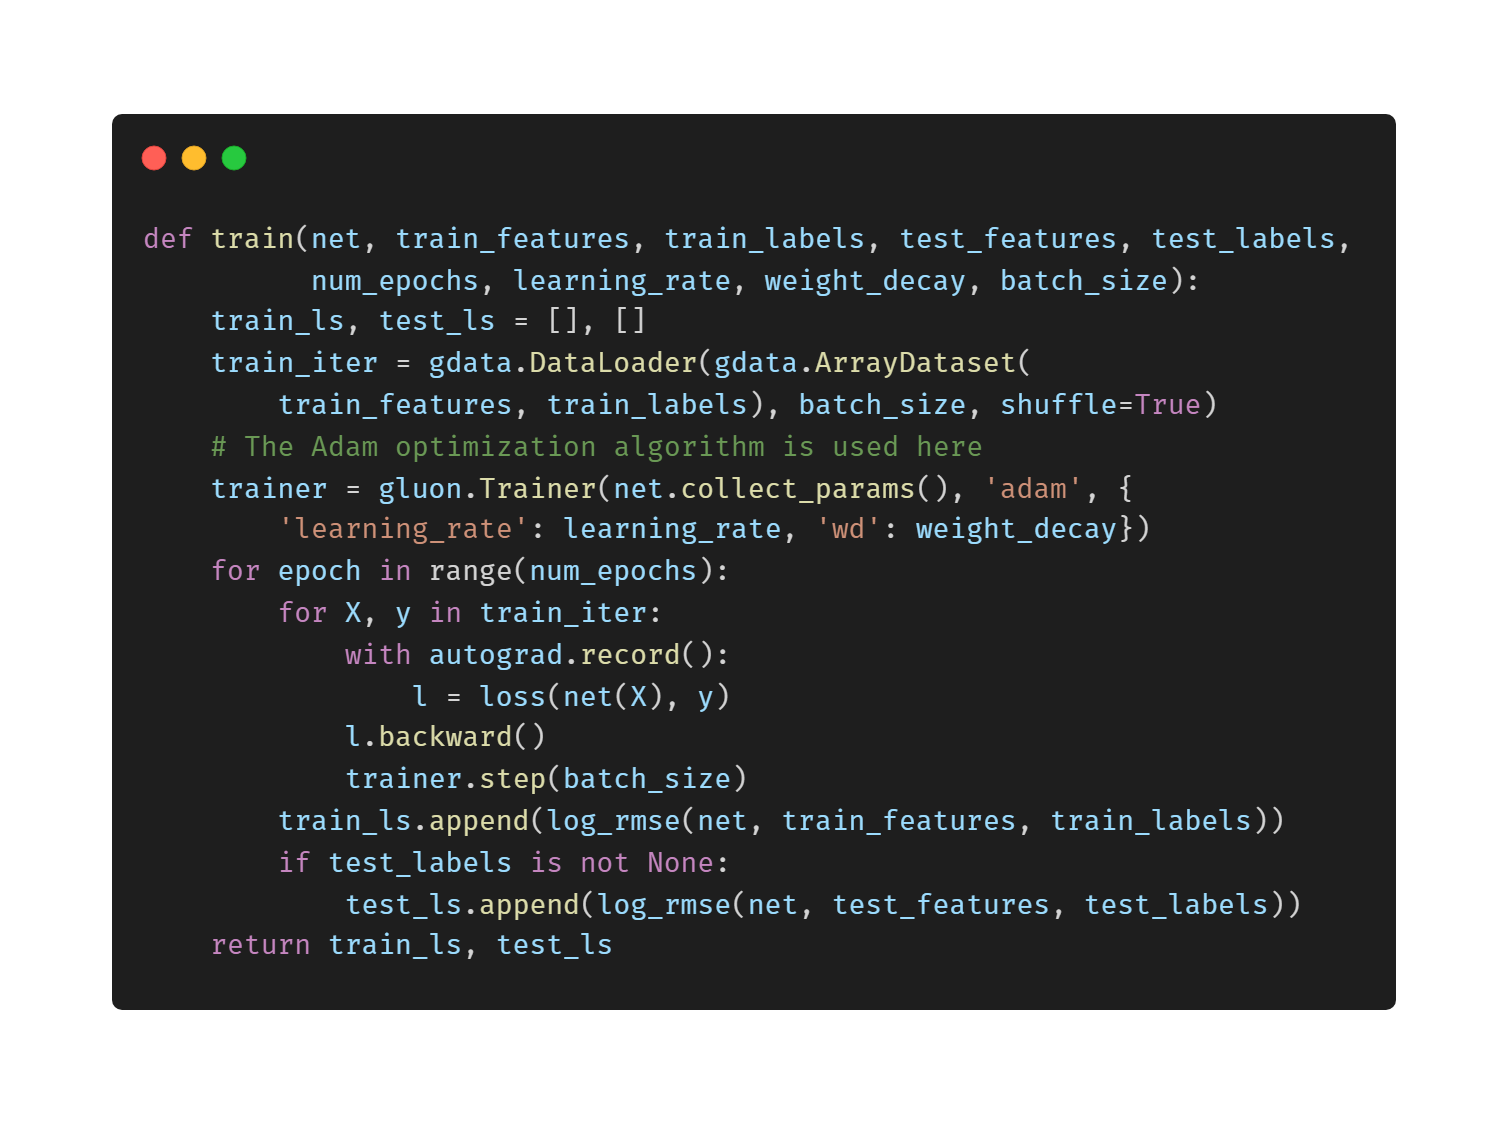 def train(net, train_features, train_labels, test_features, test_labels,
          num_epochs, learning_rate, weight_decay, batch_size):
    train_ls, test_ls = [], []
    train_iter = gdata.DataLoader(gdata.ArrayDataset(
        train_features, train_labels), batch_size, shuffle=True)
    # The Adam optimization algorithm is used here
    trainer = gluon.Trainer(net.collect_params(), 'adam', {
        'learning_rate': learning_rate, 'wd': weight_decay})
    for epoch in range(num_epochs):
        for X, y in train_iter:
            with autograd.record():
                l = loss(net(X), y)
            l.backward()
            trainer.step(batch_size)
        train_ls.append(log_rmse(net, train_features, train_labels))
        if test_labels is not None:
            test_ls.append(log_rmse(net, test_features, test_labels))
    return train_ls, test_ls